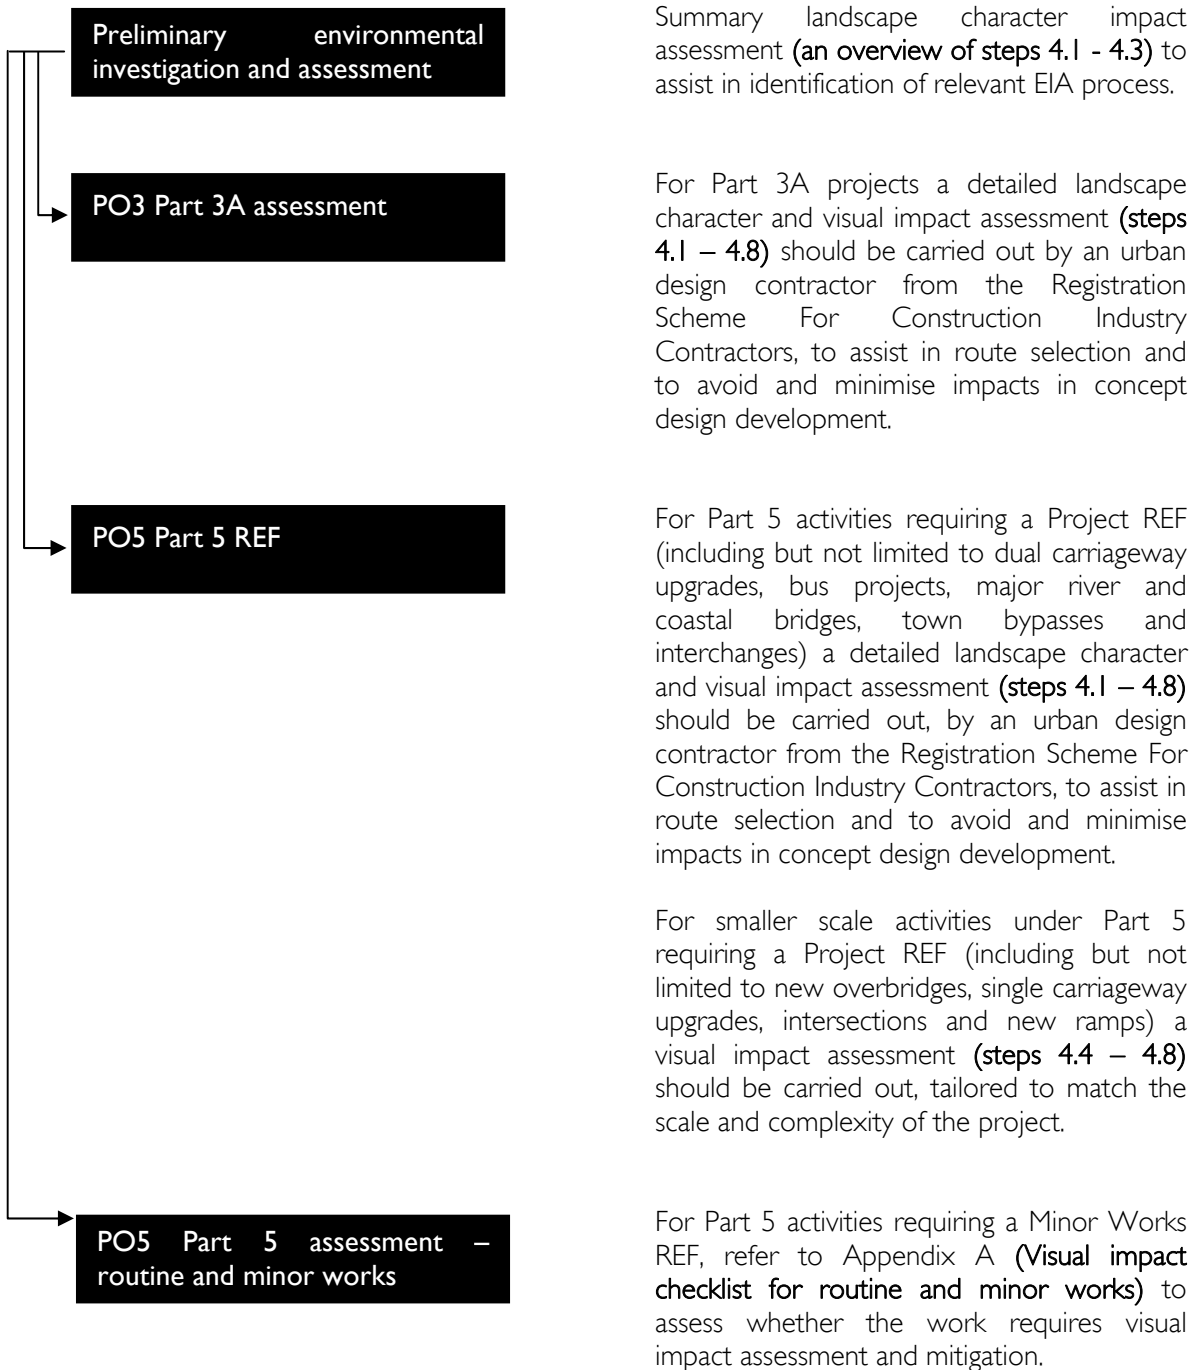 Preliminary environmental
investigation and assessment
Summary landscape character impact
assessment (an overview of steps 4.1 - 4.3) to
assist in identification of relevant EIA process.
PO3 Part 3A assessment
For Part 3A projects a detailed landscape
character and visual impact assessment (steps
4.1 – 4.8) should be carried out by an urban
design contractor from the Registration
Scheme For Construction Industry
Contractors, to assist in route selection and
to avoid and minimise impacts in concept
design development.
PO5 Part 5 REF
For Part 5 activities requiring a Project REF
(including but not limited to dual carriageway
upgrades, bus projects, major river and
coastal bridges, town bypasses and
interchanges) a detailed landscape character
and visual impact assessment (steps 4.1 – 4.8)
should be carried out, by an urban design
contractor from the Registration Scheme For
Construction Industry Contractors, to assist in
route selection and to avoid and minimise
impacts in concept design development.
For smaller scale activities under Part 5
requiring a Project REF (including but not
limited to new overbridges, single carriageway
upgrades, intersections and new ramps) a
visual impact assessment (steps 4.4 – 4.8)
should be carried out, tailored to match the
scale and complexity of the project.
PO5 Part 5 assessment –
routine and minor works
For Part 5 activities requiring a Minor Works
REF, refer to Appendix A (Visual impact
checklist for routine and minor works) to
assess whether the work requires visual
impact assessment and mitigation.